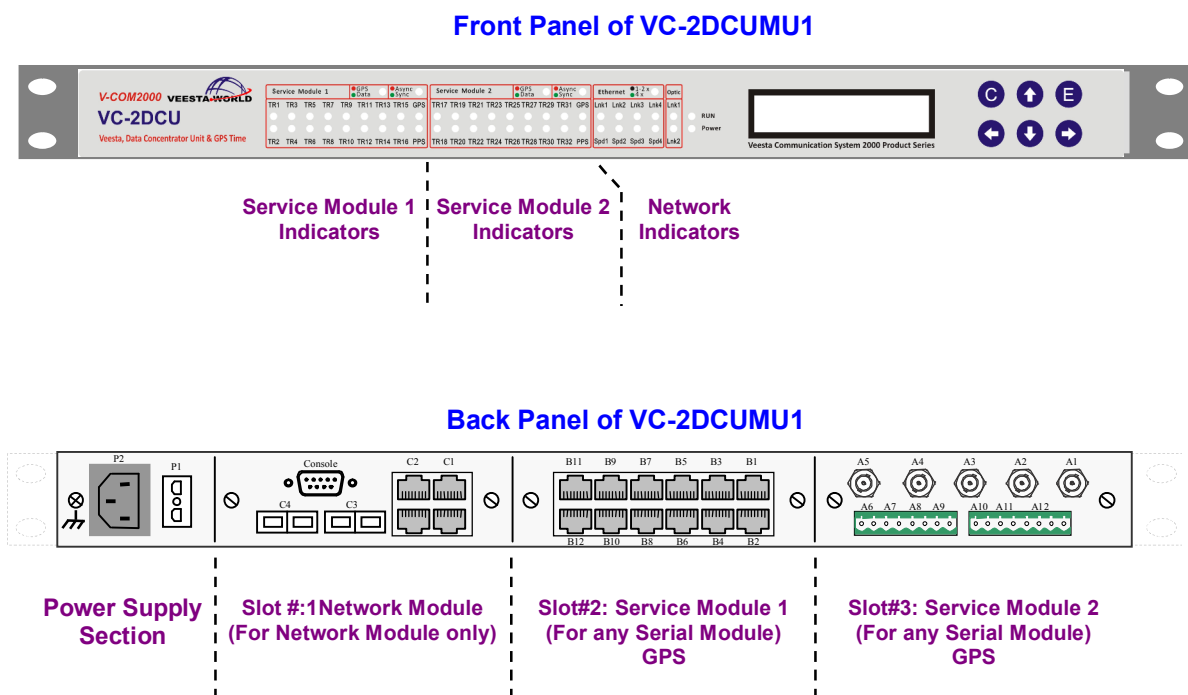 Front Panel of VC-2DCUMU1
V-COM2000 VEESTA WORLD
VC-2DCU
Veesta, Data Concentrator Unit & GPS Time
Service Module 1 GPS Data Async Sync Service Module 2 GPS Data Async Sync Ethernet 1-2x 4x Optic
TR1 TR3 TR5 TR7 TR9 TR11 TR13 TR15 GPS TR17 TR19 TR21 TR23 TR25 TR27 TR29 TR31 GPS Lnk1 Lnk2 Lnk3 Lnk4 Lnk1
RUN
Power
TR2 TR4 TR6 TR8 TR10 TR12 TR14 TR16 PPS TR18 TR20 TR22 TR24 TR26 TR28 TR30 TR32 PPS Spd1 Spd2 Spd3 Spd4 Lnk2
Veesta Communication System 2000 Product Series
C E
Service Module 1 Service Module 2 Network
Indicators Indicators Indicators
Back Panel of VC-2DCUMU1
P2 P1 Console C2 C1 B11 B9 B7 B5 B3 B1 A5 A4 A3 A2 A1
C4 C3 A6 A7 A8 A9 A10 A11 A12
B12 B10 B8 B6 B4 B2
Power Supply
Section
Slot #:1Network Module
(For Network Module only)
Slot#2: Service Module 1
(For any Serial Module)
GPS
Slot#3: Service Module 2
(For any Serial Module)
GPS